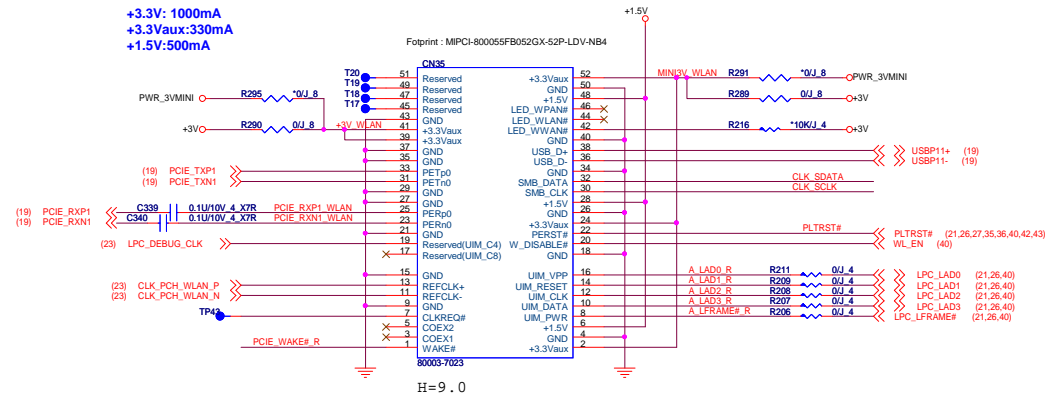 +3.3V: 1000mA
+3.3Vaux:330mA
+1.5V:500mA
+1.5V
Fotprint : MIPCI-800055FB052GX-52P-LDV-NB4
CN35
T20
T19
T18
T17
51 Reserved +3.3Vaux 52
49 Reserved GND 50
47 Reserved +1.5V 48
45 Reserved LED_WPAN# 46
43 GND LED_WLAN# 44
41 +3.3Vaux LED_WWAN# 42
39 +3.3Vaux GND 40
37 GND USB_D+ 38
35 GND USB_D- 36
33 PETp0 GND 34
31 PETn0 SMB_DATA 32
29 GND SMB_CLK 30
27 GND +1.5V 28
25 PERp0 GND 26
23 PERn0 +3.3Vaux 24
21 GND PERST# 22
19 Reserved(UIM_C4) W_DISABLE# 20
17 Reserved(UIM_C8) GND 18
15 GND UIM_VPP 16
13 REFCLK+ UIM_RESET 14
11 REFCLK- UIM_CLK 12
9 GND UIM_DATA 10
7 CLKREQ# UIM_PWR 8
5 COEX2 +1.5V 6
3 COEX1 GND 4
1 WAKE# +3.3Vaux 2
80003-7023
H=9.0
PWR_3VMINI R295 *0/J_8
+3V R290 0/J_8 +3V_WLAN
(19) PCIE_TXP1
(19) PCIE_TXN1
(19) PCIE_RXP1 C339 0.1U/10V_4_X7R PCIE_RXP1_WLAN
(19) PCIE_RXN1 C340 0.1U/10V_4_X7R PCIE_RXN1_WLAN
(23) LPC_DEBUG_CLK
(23) CLK_PCH_WLAN_P
(23) CLK_PCH_WLAN_N
PCIE_WAKE#_R
MINI3V_WLAN R291 *0/J_8 PWR_3VMINI
R289 0/J_8 +3V
R216 *10K/J_4 +3V
USBP11+ (19)
USBP11- (19)
CLK_SDATA
CLK_SCLK
PLTRST# PLTRST# (21,26,27,35,36,40,42,43)
WL_EN (40)
A_LAD0_R R211 0/J_4 LPC_LAD0 (21,26,40)
A_LAD1_R R209 0/J_4 LPC_LAD1 (21,26,40)
A_LAD2_R R208 0/J_4 LPC_LAD2 (21,26,40)
A_LAD3_R R207 0/J_4 LPC_LAD3 (21,26,40)
A_LFRAME#_R R206 0/J_4 LPC_LFRAME# (21,26,40)